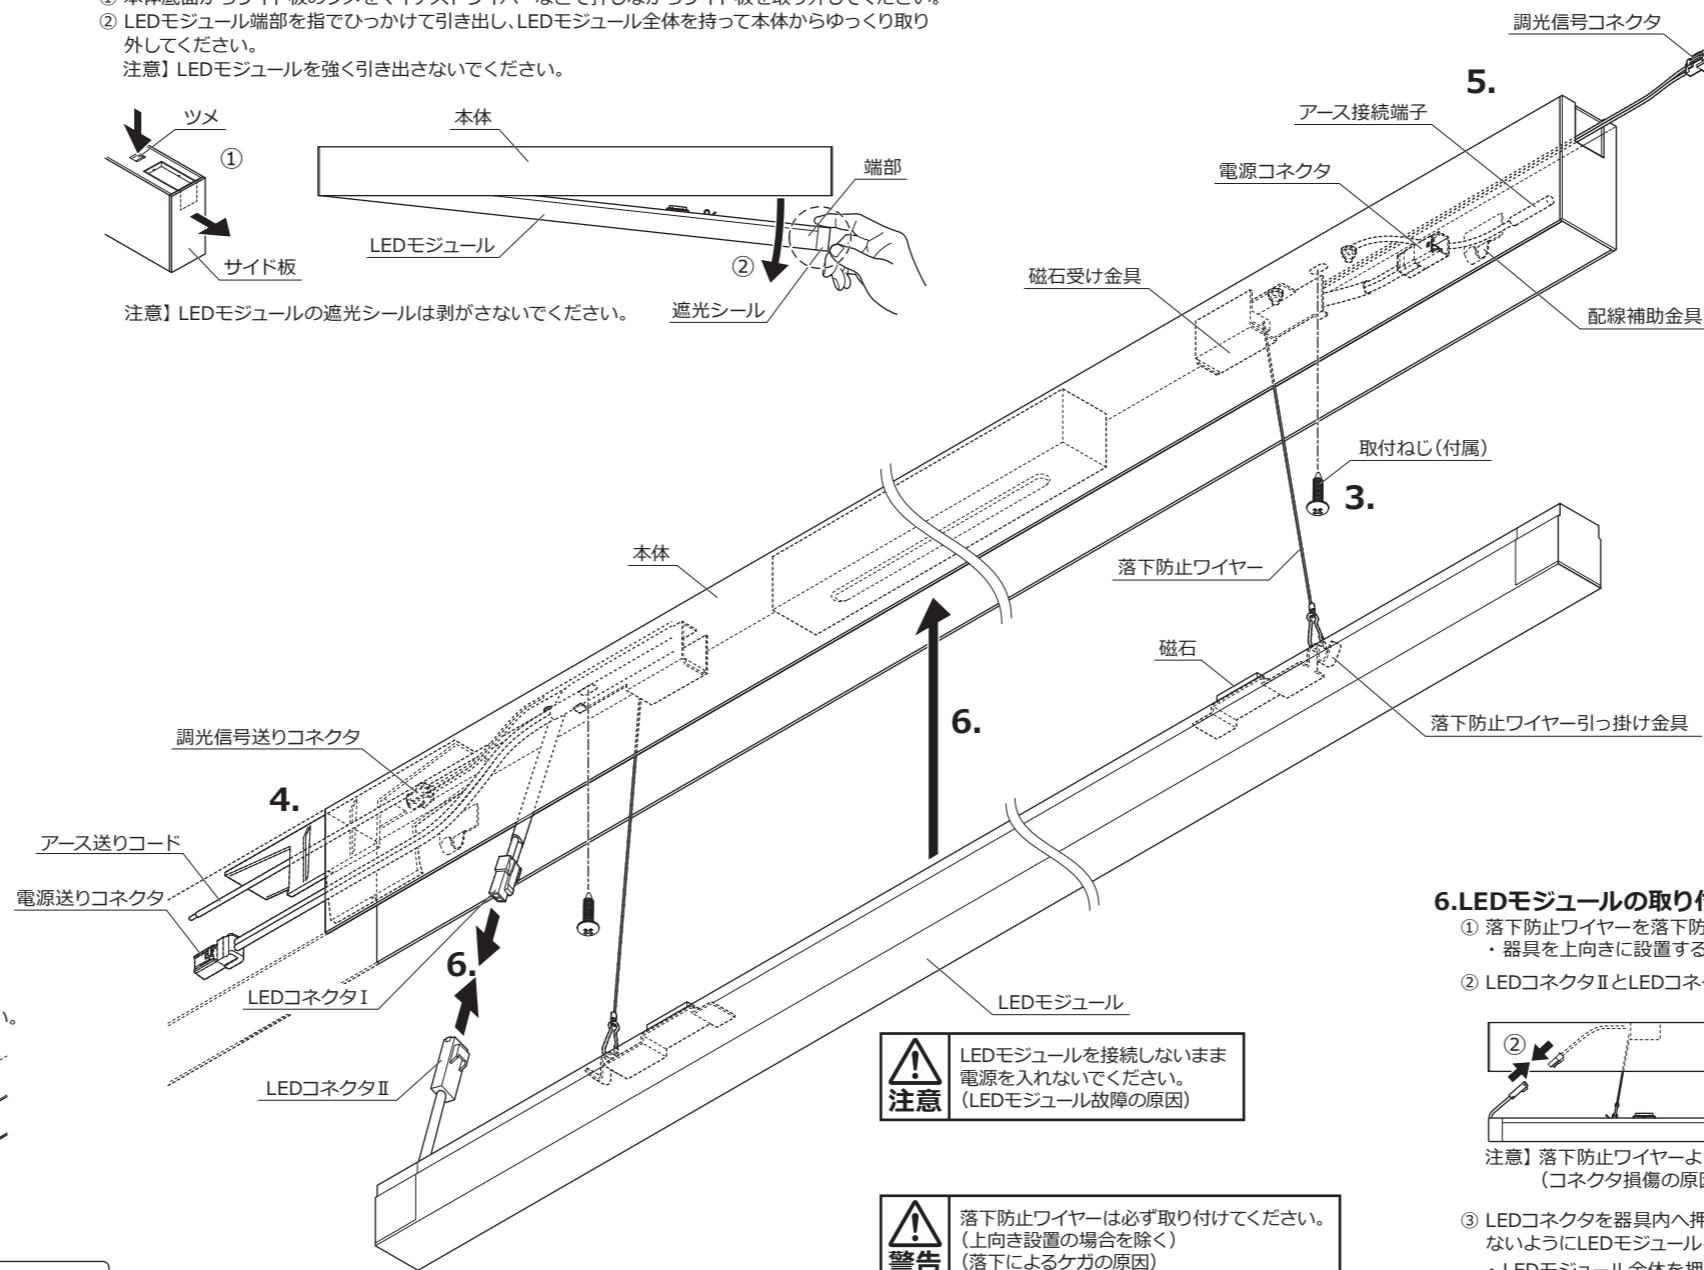 ② LEDモジュール端部を指でひっかけて引き出し、LEDモジュール全体を持って本体からゆっくり取り
外してください。
注意】LEDモジュールを強く引き出さないでください。
ツメ
①
サイド板
本体
端部
LEDモジュール
②
遮光シール
注意】LEDモジュールの遮光シールは剥がさないでください。
調光信号コネクタ
5.
アース接続端子
電源コネクタ
磁石受け金具
配線補助金具
取付ねじ(付属)
3.
本体
落下防止ワイヤー
磁石
6.
落下防止ワイヤー引っ掛け金具
調光信号送りコネクタ
4.
アース送りコード
電源送りコネクタ
6.
LEDコネクタⅠ
LEDモジュール
LEDコネクタⅡ
い。
注意
LEDモジュールを接続しないまま
電源を入れないでください。
(LEDモジュール故障の原因)
警告
落下防止ワイヤーは必ず取り付けてください。
(上向き設置の場合を除く)
(落下によるケガの原因)
6.LEDモジュールの取り付
① 落下防止ワイヤーを落下防
・器具を上向きに設置する
② LEDコネクタⅡとLEDコネ
②
注意】落下防止ワイヤーよ
(コネクタ損傷の原因
③ LEDコネクタを器具内へ押
ないようにLEDモジュール